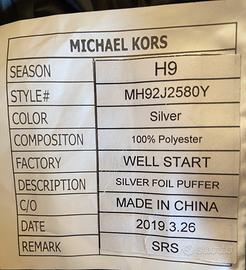 MICHAEL KORS
SEASON H9
STYLE# MH92J2580Y
COLOR Silver
COMPOSITON 100% Polyester
FACTORY WELL START
DESCRIPTION SILVER FOIL PUFFER
C/O MADE IN CHINA
DATE 2019.3.26
REMARK SRS